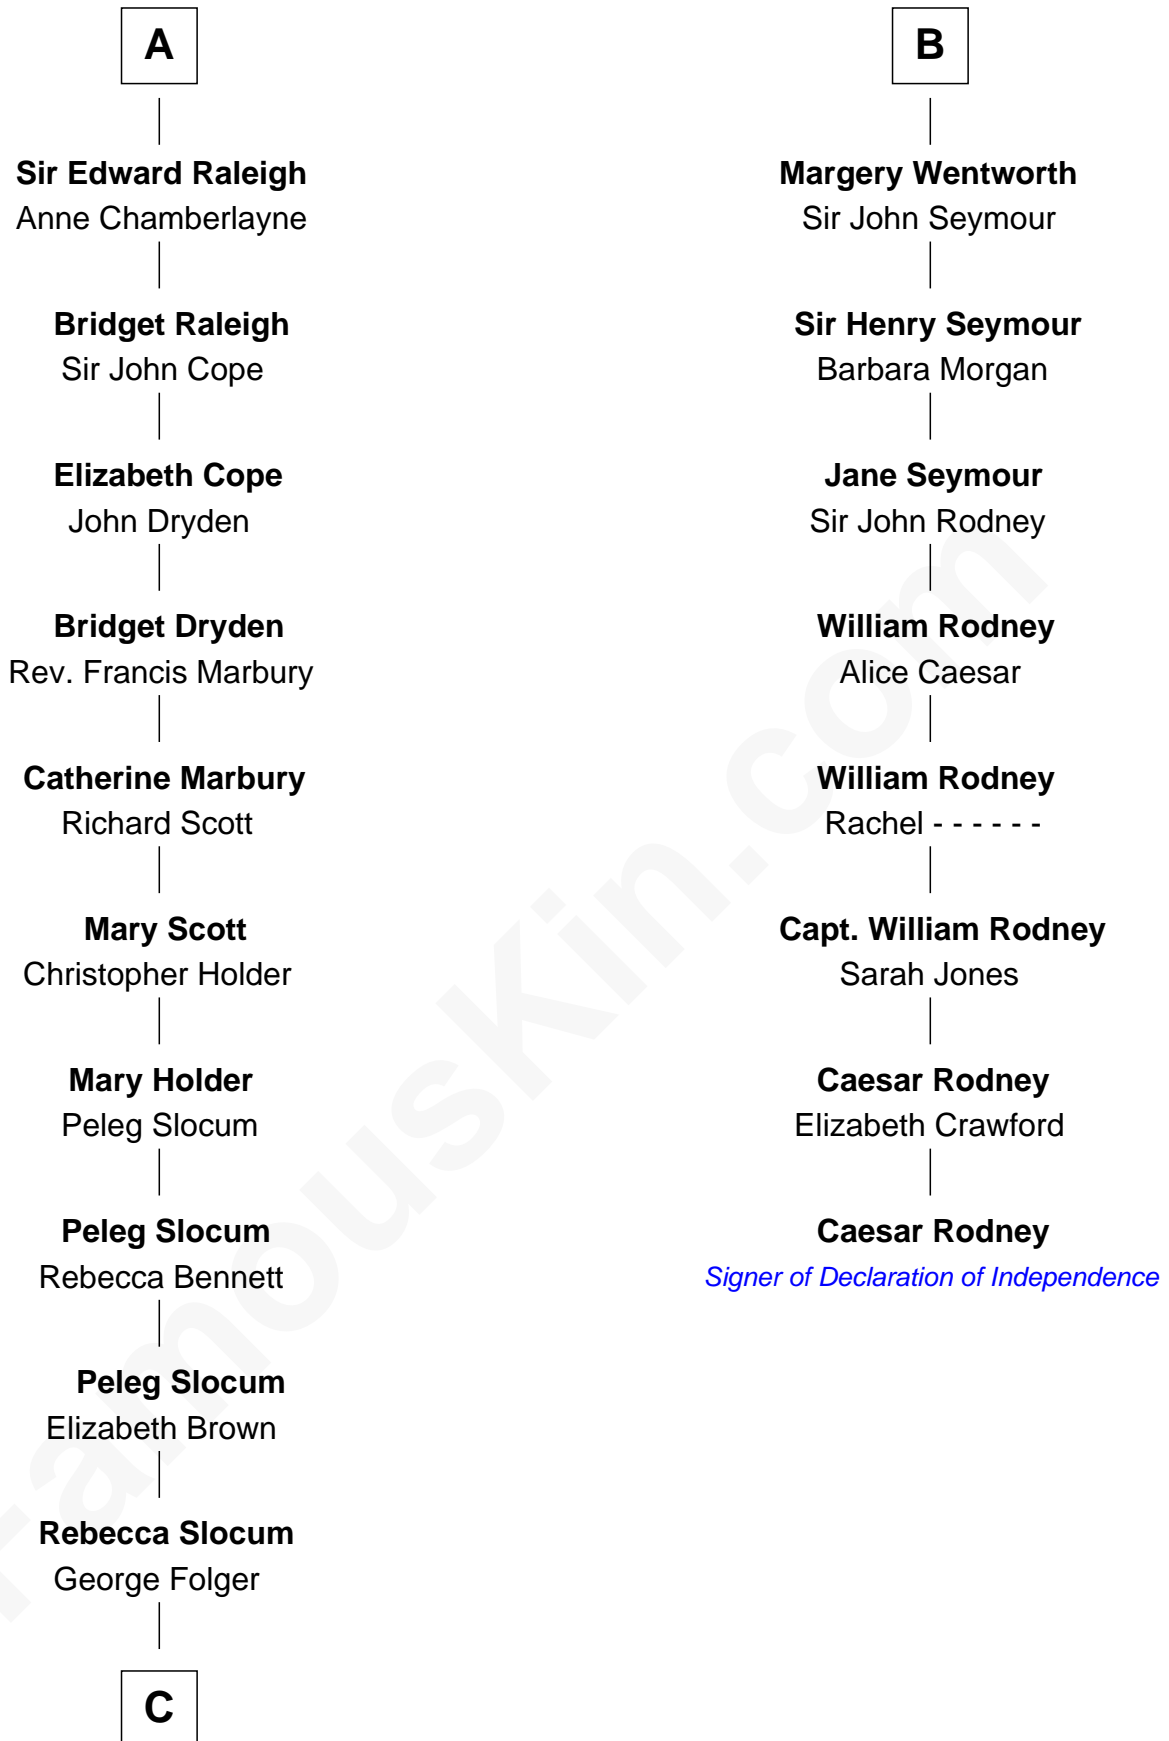 A
Sir Edward Raleigh
Anne Chamberlayne
Bridget Raleigh
Sir John Cope
Elizabeth Cope
John Dryden
Bridget Dryden
Rev. Francis Marbury
Catherine Marbury
Richard Scott
Mary Scott
Christopher Holder
Mary Holder
Peleg Slocum
Peleg Slocum
Rebecca Bennett
Peleg Slocum
Elizabeth Brown
Rebecca Slocum
George Folger
C
B
Margery Wentworth
Sir John Seymour
Sir Henry Seymour
Barbara Morgan
Jane Seymour
Sir John Rodney
William Rodney
Alice Caesar
William Rodney
Rachel - - - - - -
Capt. William Rodney
Sarah Jones
Caesar Rodney
Elizabeth Crawford
Caesar Rodney
Signer of Declaration of Independence
FamousKin.com